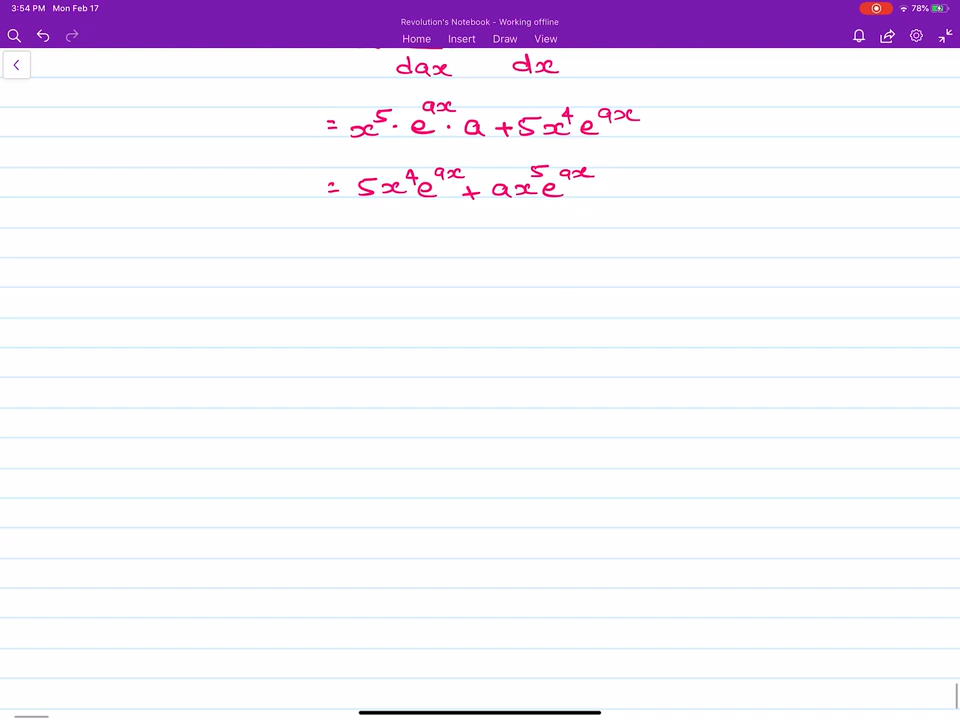 3:54 PM Mon Feb 17
78%
Revolution's Notebook - Working offline
Home Insert Draw View
dax dx
= x⁵ · e^{ax} · a + 5x⁴ e^{ax}
= 5x⁴e^{ax} + ax⁵e^{ax}